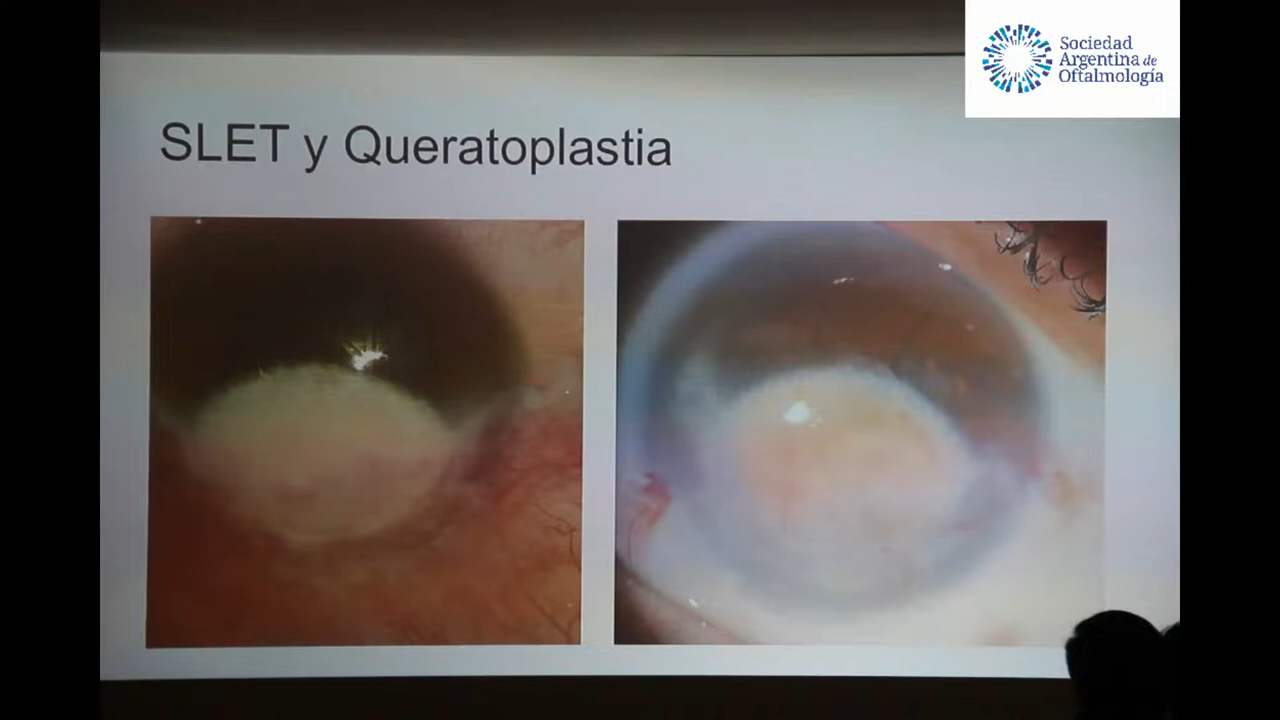 Sociedad
Argentina de
Oftalmología
SLET y Queratoplastia